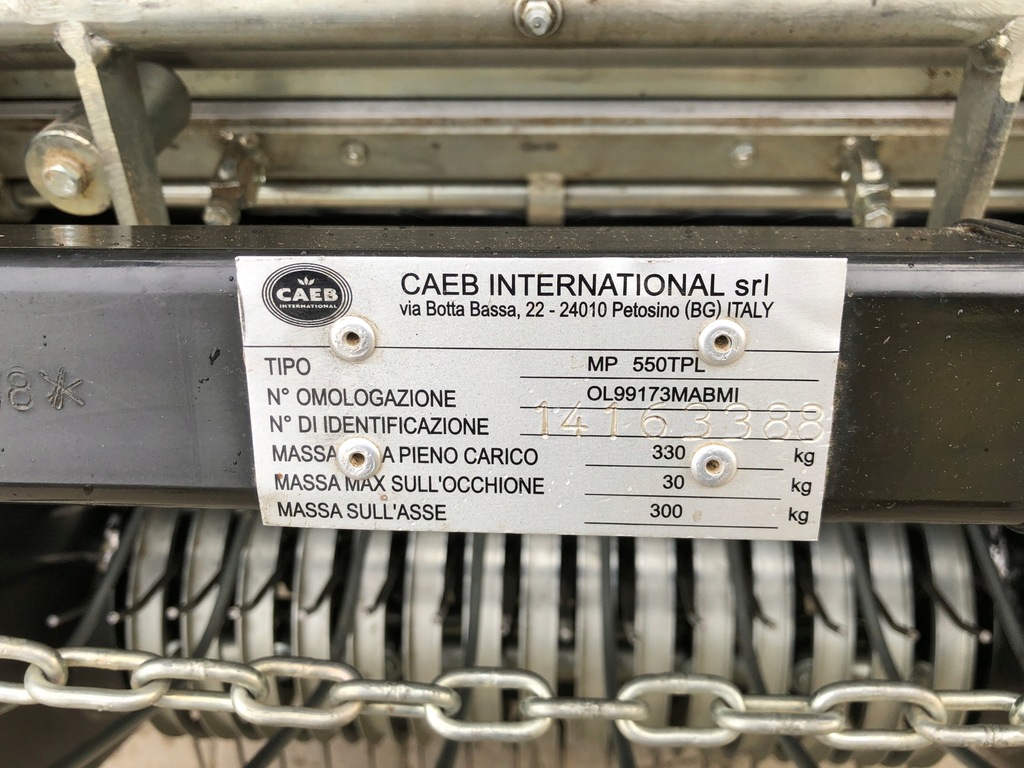 CAEB
INTERNATIONAL
CAEB INTERNATIONAL srl
via Botta Bassa, 22 - 24010 Petosino (BG) ITALY
TIPO MP 550TPL
N° OMOLOGAZIONE OL99173MABMI
N° DI IDENTIFICAZIONE 14163388
MASSA A PIENO CARICO 330 kg
MASSA MAX SULL'OCCHIONE 30 kg
MASSA SULL'ASSE 300 kg
8*